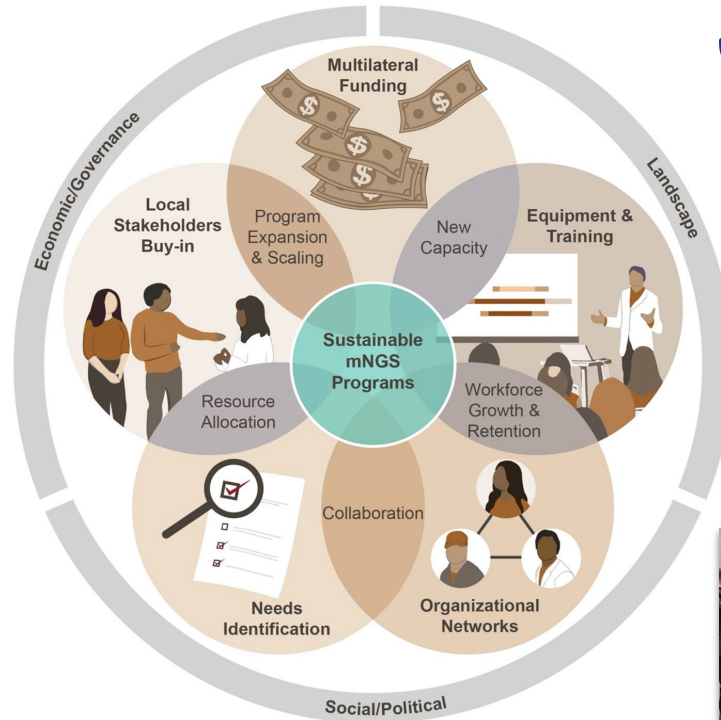 Multilateral
Funding
Economic/Governance
Landscape
Local
Stakeholders
Buy-in
Program
Expansion
& Scaling
New
Capacity
Equipment &
Training
Sustainable
mNGS
Programs
Resource
Allocation
Workforce
Growth &
Retention
Collaboration
Needs
Identification
Organizational
Networks
Social/Political